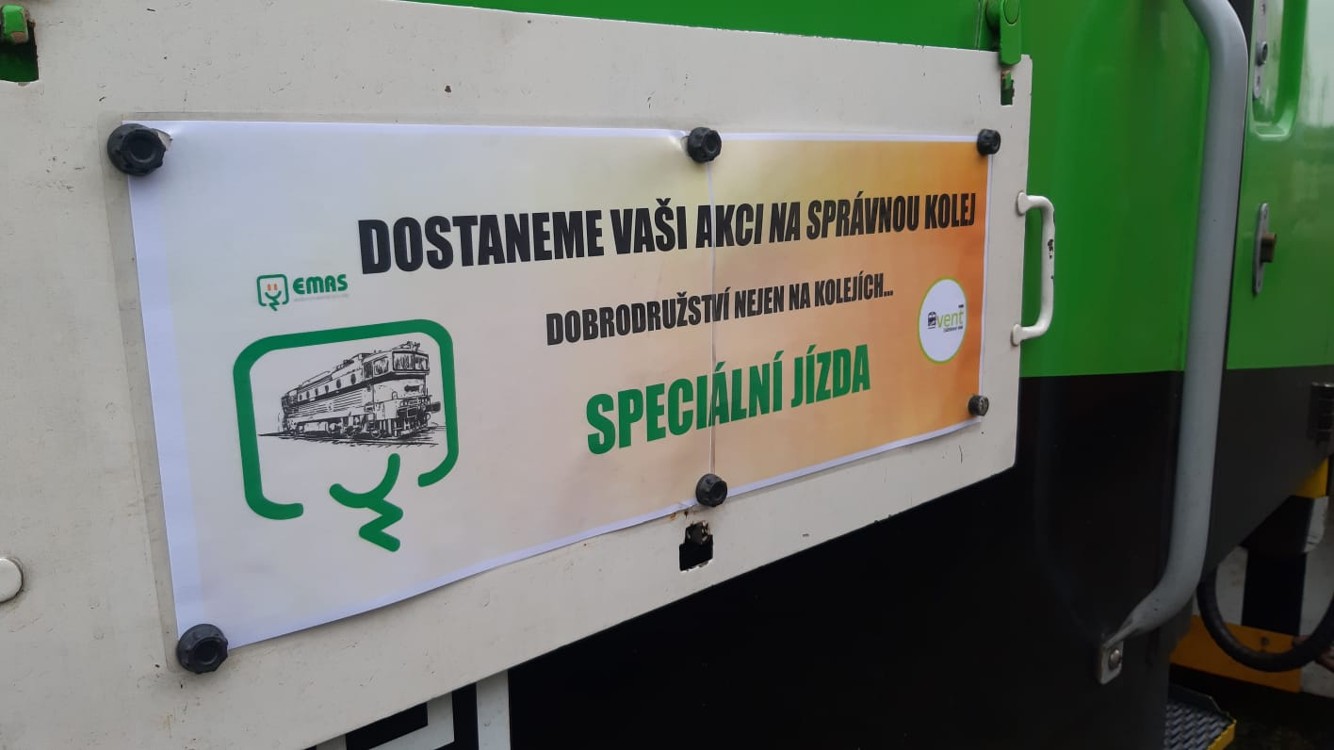 DOSTANEME VAŠI AKCI NA SPRÁVNOU KOLEJ
EMAS
DOBRODRUŽSTVÍ NEJEN NA KOLEJÍCH...
vent
SPECIÁLNÍ JÍZDA